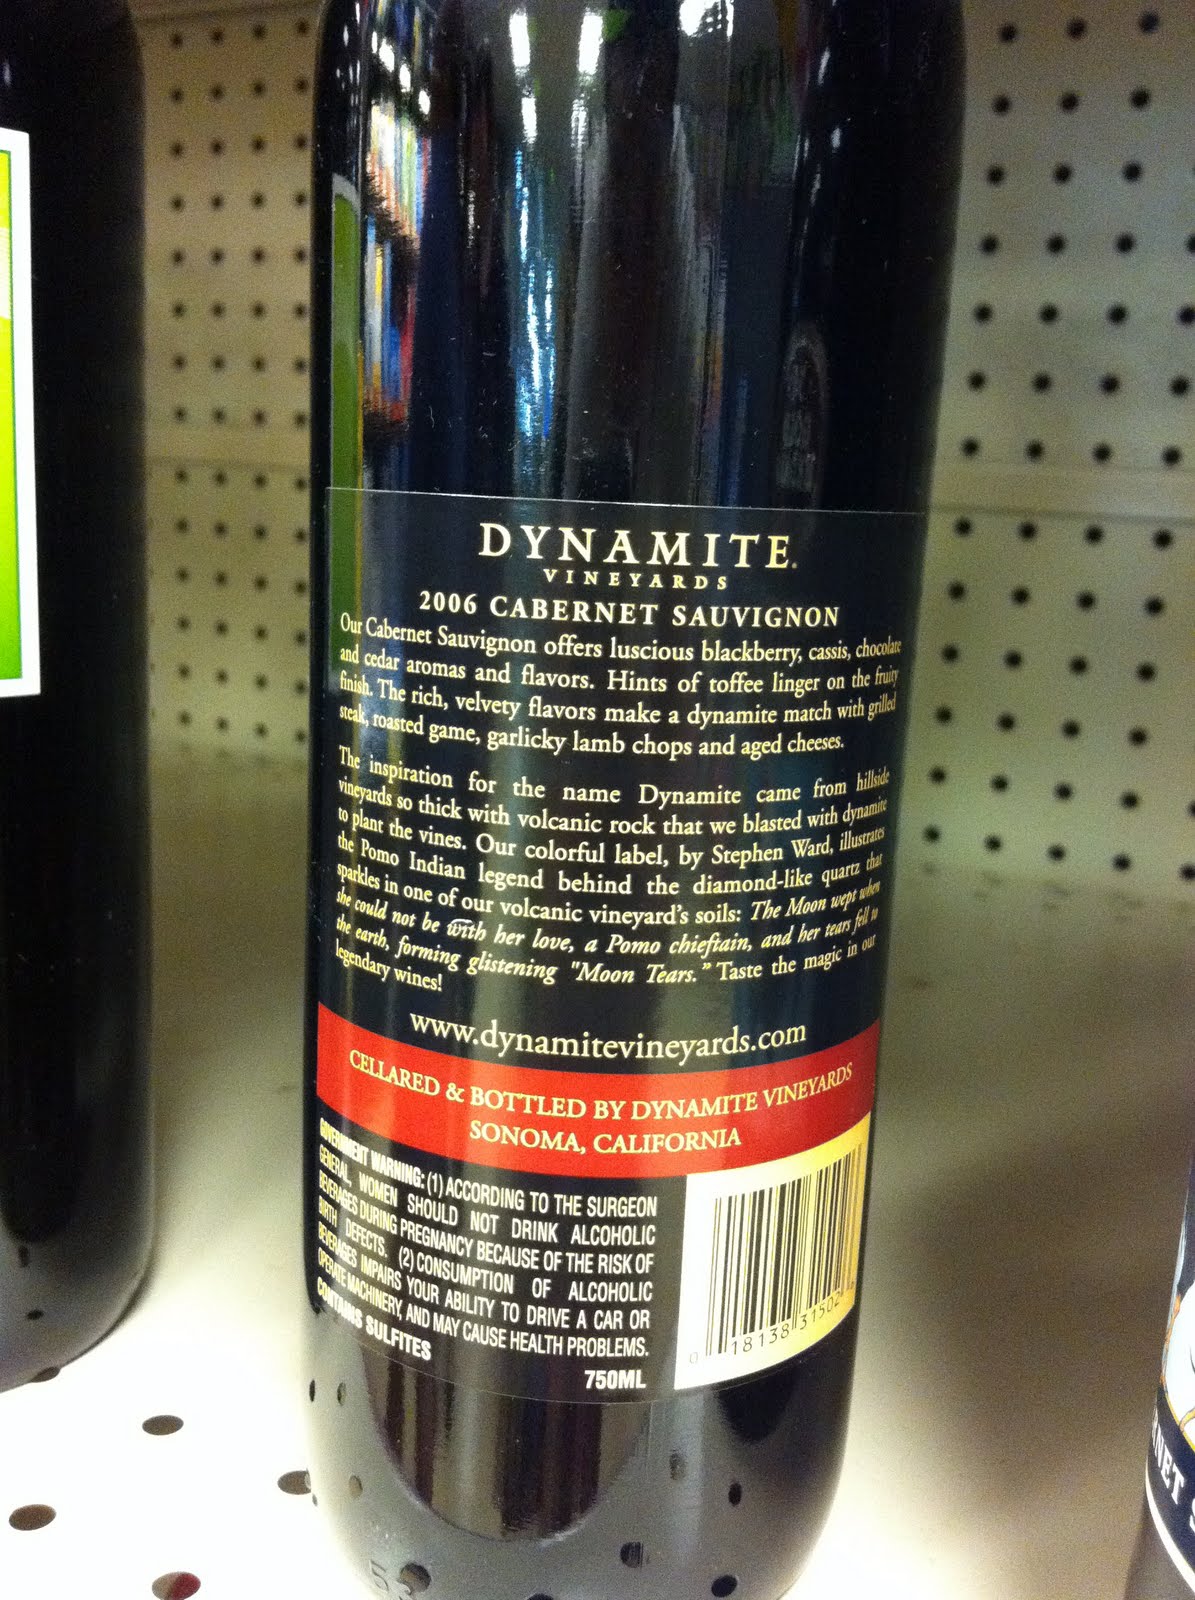 DYNAMITE.
VINEYARDS
2006 CABERNET SAUVIGNON
Our Cabernet Sauvignon offers luscious blackberry, cassis, chocolate
and cedar aromas and flavors. Hints of toffee linger on the fruity
finish. The rich, velvety flavors make a dynamite match with grilled
steak, roasted game, garlicky lamb chops and aged cheeses.
The inspiration for the name Dynamite came from hillside
vineyards so thick with volcanic rock that we blasted with dynamite
to plant the vines. Our colorful label, by Stephen Ward, illustrates
the Pomo Indian legend behind the diamond-like quartz that
sparkles in one of our volcanic vineyard's soils: The Moon wept when
she could not be with her love, a Pomo chieftain, and her tears fell to
the earth, forming glistening "Moon Tears." Taste the magic in our
legendary wines!
www.dynamitevineyards.com
CELLARED & BOTTLED BY DYNAMITE VINEYARDS
SONOMA, CALIFORNIA
GOVERNMENT WARNING: (1) ACCORDING TO THE SURGEON
GENERAL, WOMEN SHOULD NOT DRINK ALCOHOLIC
BEVERAGES DURING PREGNANCY BECAUSE OF THE RISK OF
BIRTH DEFECTS. (2) CONSUMPTION OF ALCOHOLIC
BEVERAGES IMPAIRS YOUR ABILITY TO DRIVE A CAR OR
OPERATE MACHINERY, AND MAY CAUSE HEALTH PROBLEMS.
CONTAINS SULFITES
750ML
0 18138 31502